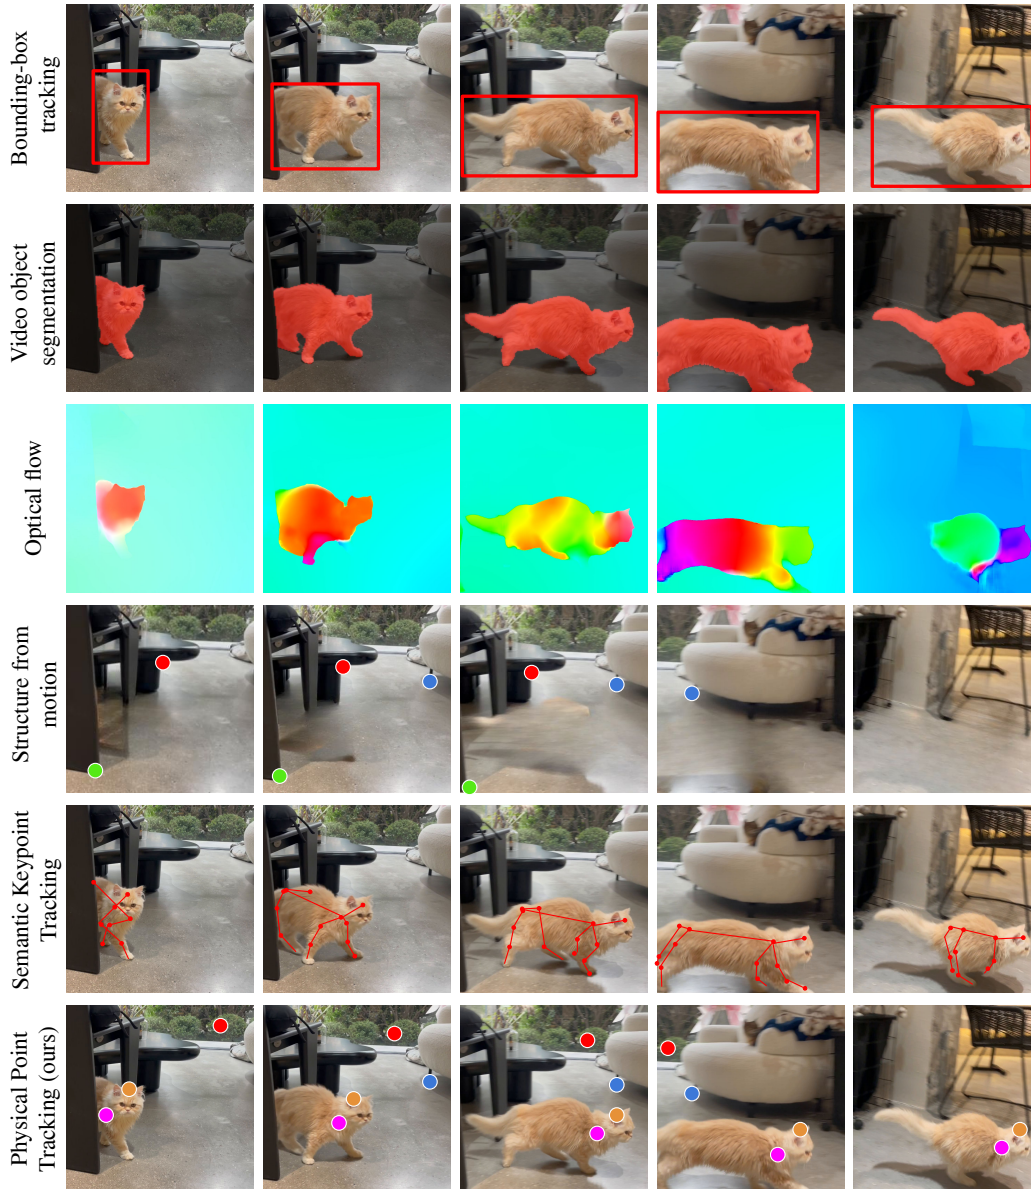 Bounding-box
tracking
Video object
segmentation
Optical flow
Structure from
motion
Semantic Keypoint
Tracking
Physical Point
Tracking (ours)